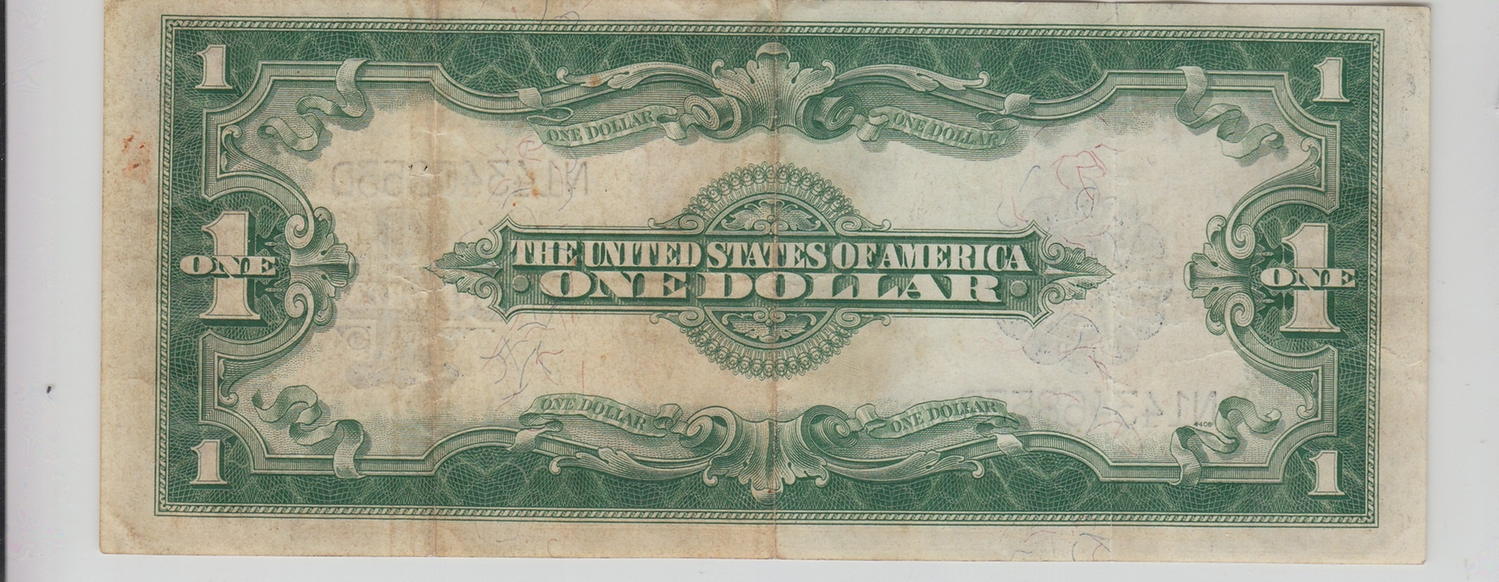 1 1
ONE DOLLAR ONE DOLLAR
THE UNITED STATES OF AMERICA
1 ONE 1 ONE
ONE DOLLAR
ONE DOLLAR ONE DOLLAR
4406
1 1